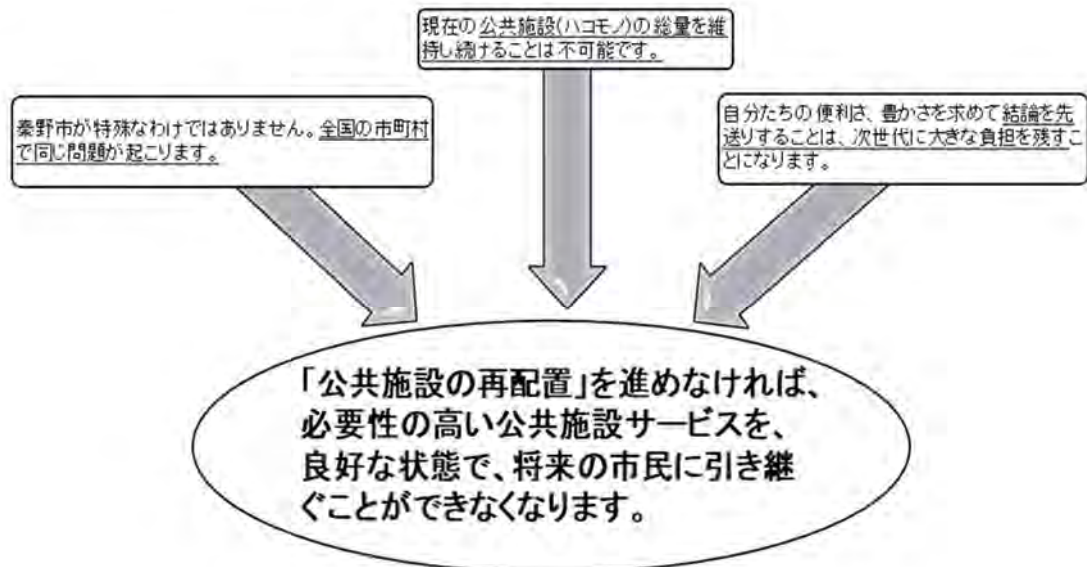 現在の公共施設(ハコモノ)の総量を維
持し続けることは不可能です。
秦野市が特殊なわけではありません。全国の市町村
で同じ問題が起こります。
自分たちの便利さ、豊かさを求めて結論を先
送りすることは、次世代に大きな負担を残すこ
とになります。
「公共施設の再配置」を進めなければ、
必要性の高い公共施設サービスを、
良好な状態で、将来の市民に引き継
ぐことができなくなります。